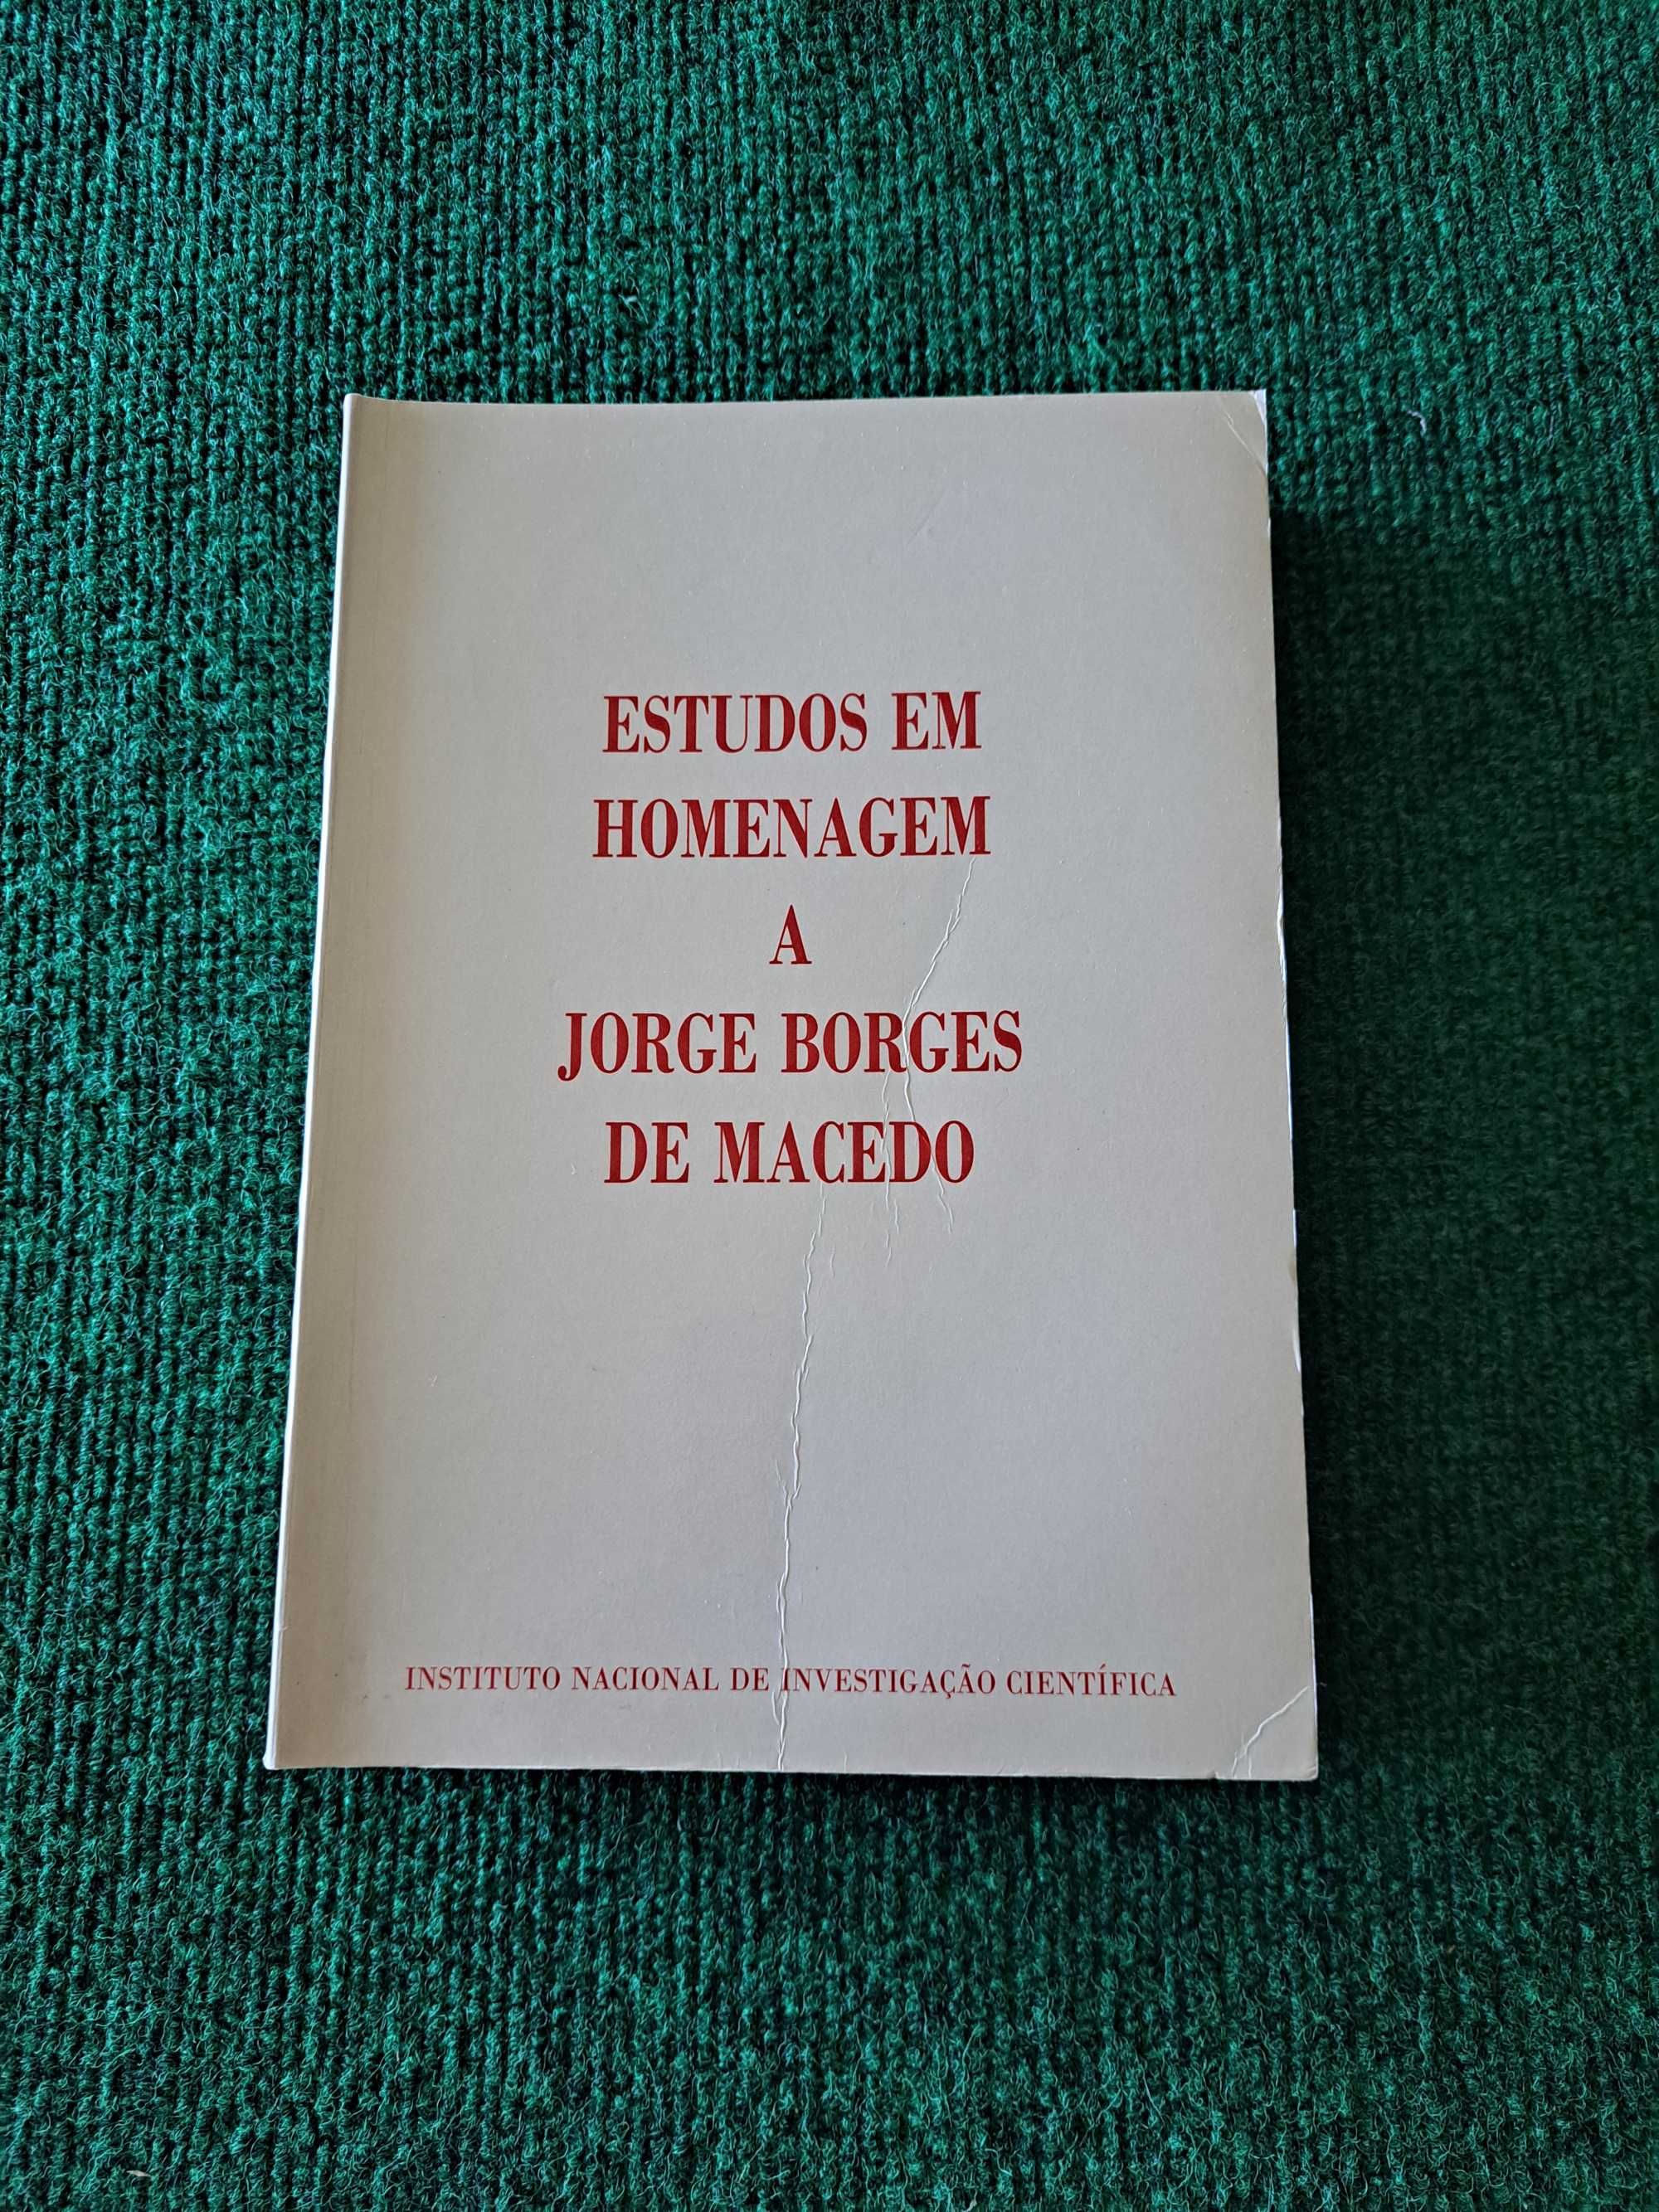 ESTUDOS EM
HOMENAGEM
A
JORGE BORGES
DE MACEDO
INSTITUTO NACIONAL DE INVESTIGAÇÃO CIENTÍFICA